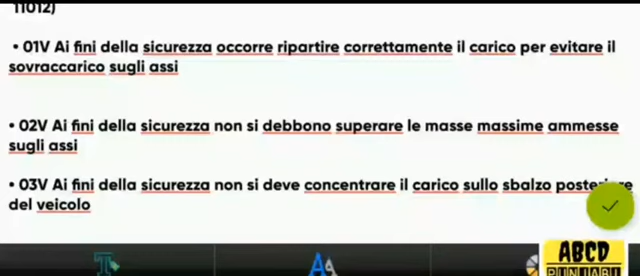 11012)
• 01V Ai fini della sicurezza occorre ripartire correttamente il carico per evitare il
sovraccarico sugli assi
• 02V Ai fini della sicurezza non si debbono superare le masse massime ammesse
sugli assi
• 03V Ai fini della sicurezza non si deve concentrare il carico sullo sbalzo
del veicolo
ABCD
PUNJABI